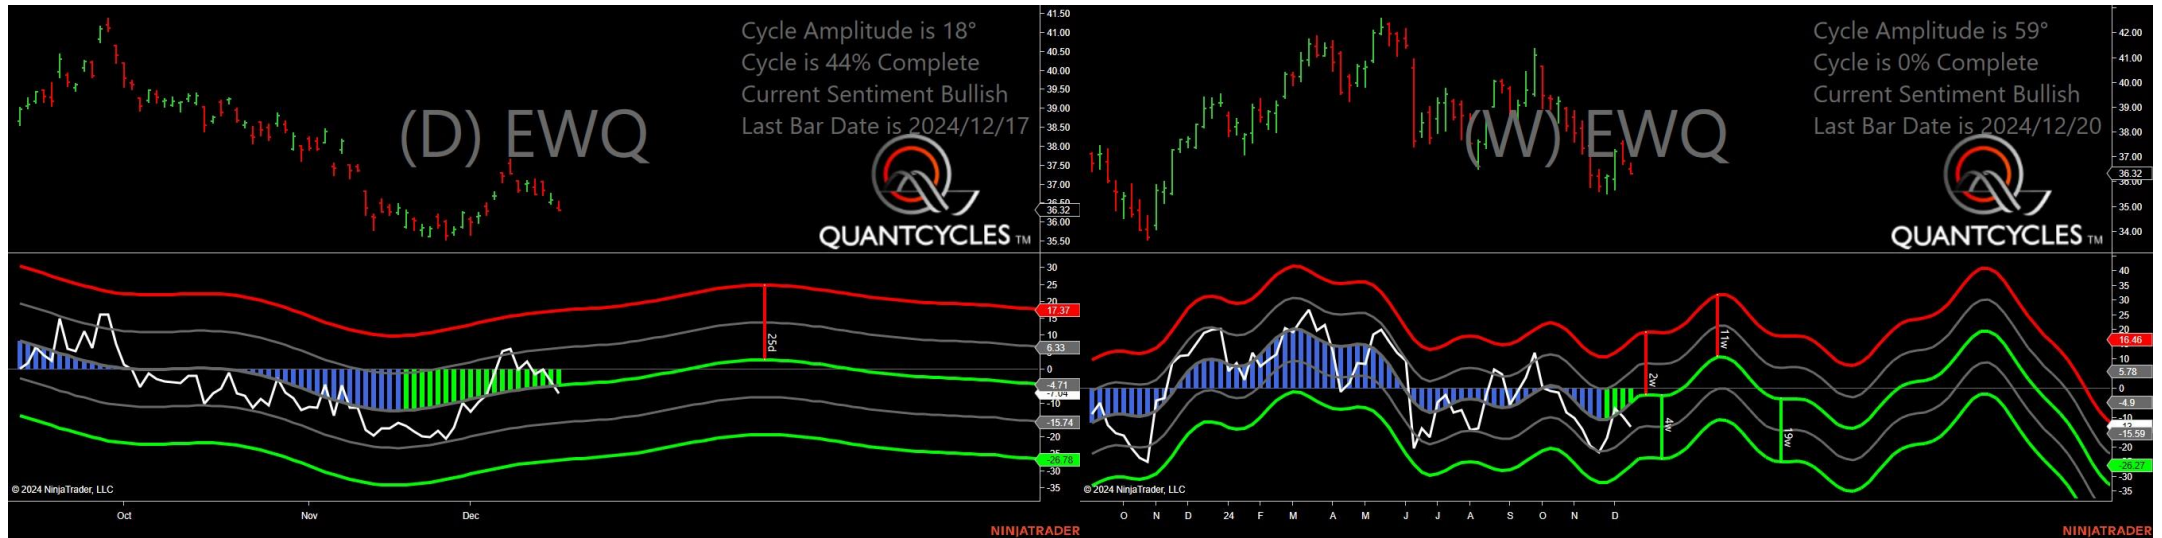 Cycle Amplitude is 18°
Cycle is 44% Complete
Current Sentiment Bullish
Last Bar Date is 2024/12/17
(D) EWQ
QUANTCYCLES TM
41.50
41.00
40.50
40.00
39.50
39.00
38.50
38.00
37.50
37.00
36.32
36.00
35.50
30
25
20
17.37
15
10
6.33
0
-4.71
-7.04
-10
-15.74
-20
-26.78
-30
-35
25d
© 2024 NinjaTrader, LLC
Oct Nov Dec
NINJATRADER
Cycle Amplitude is 59°
Cycle is 0% Complete
Current Sentiment Bullish
Last Bar Date is 2024/12/20
(W) EWQ
QUANTCYCLES TM
42.00
41.00
40.00
39.00
38.00
37.00
36.32
36.00
35.00
34.00
40
30
20
16.46
10
5.78
0
-4.9
-10
-15.59
-20
-26.27
-30
-35
2w
4w
11w
19w
© 2024 NinjaTrader, LLC
O N D 24 F M A M J J A S O N D
NINJATRADER